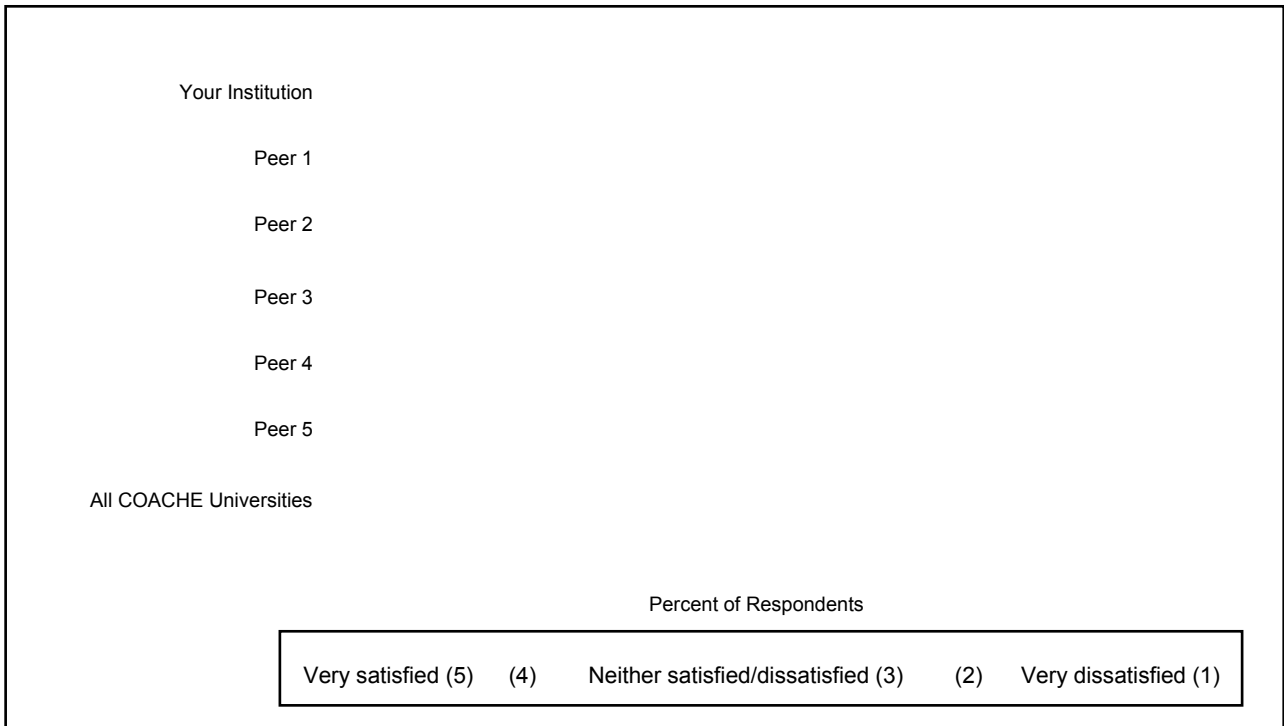 Your Institution
Peer 1
Peer 2
Peer 3
Peer 4
Peer 5
All COACHE Universities
Percent of Respondents
Very satisfied (5) (4) Neither satisfied/dissatisfied (3) (2) Very dissatisfied (1)